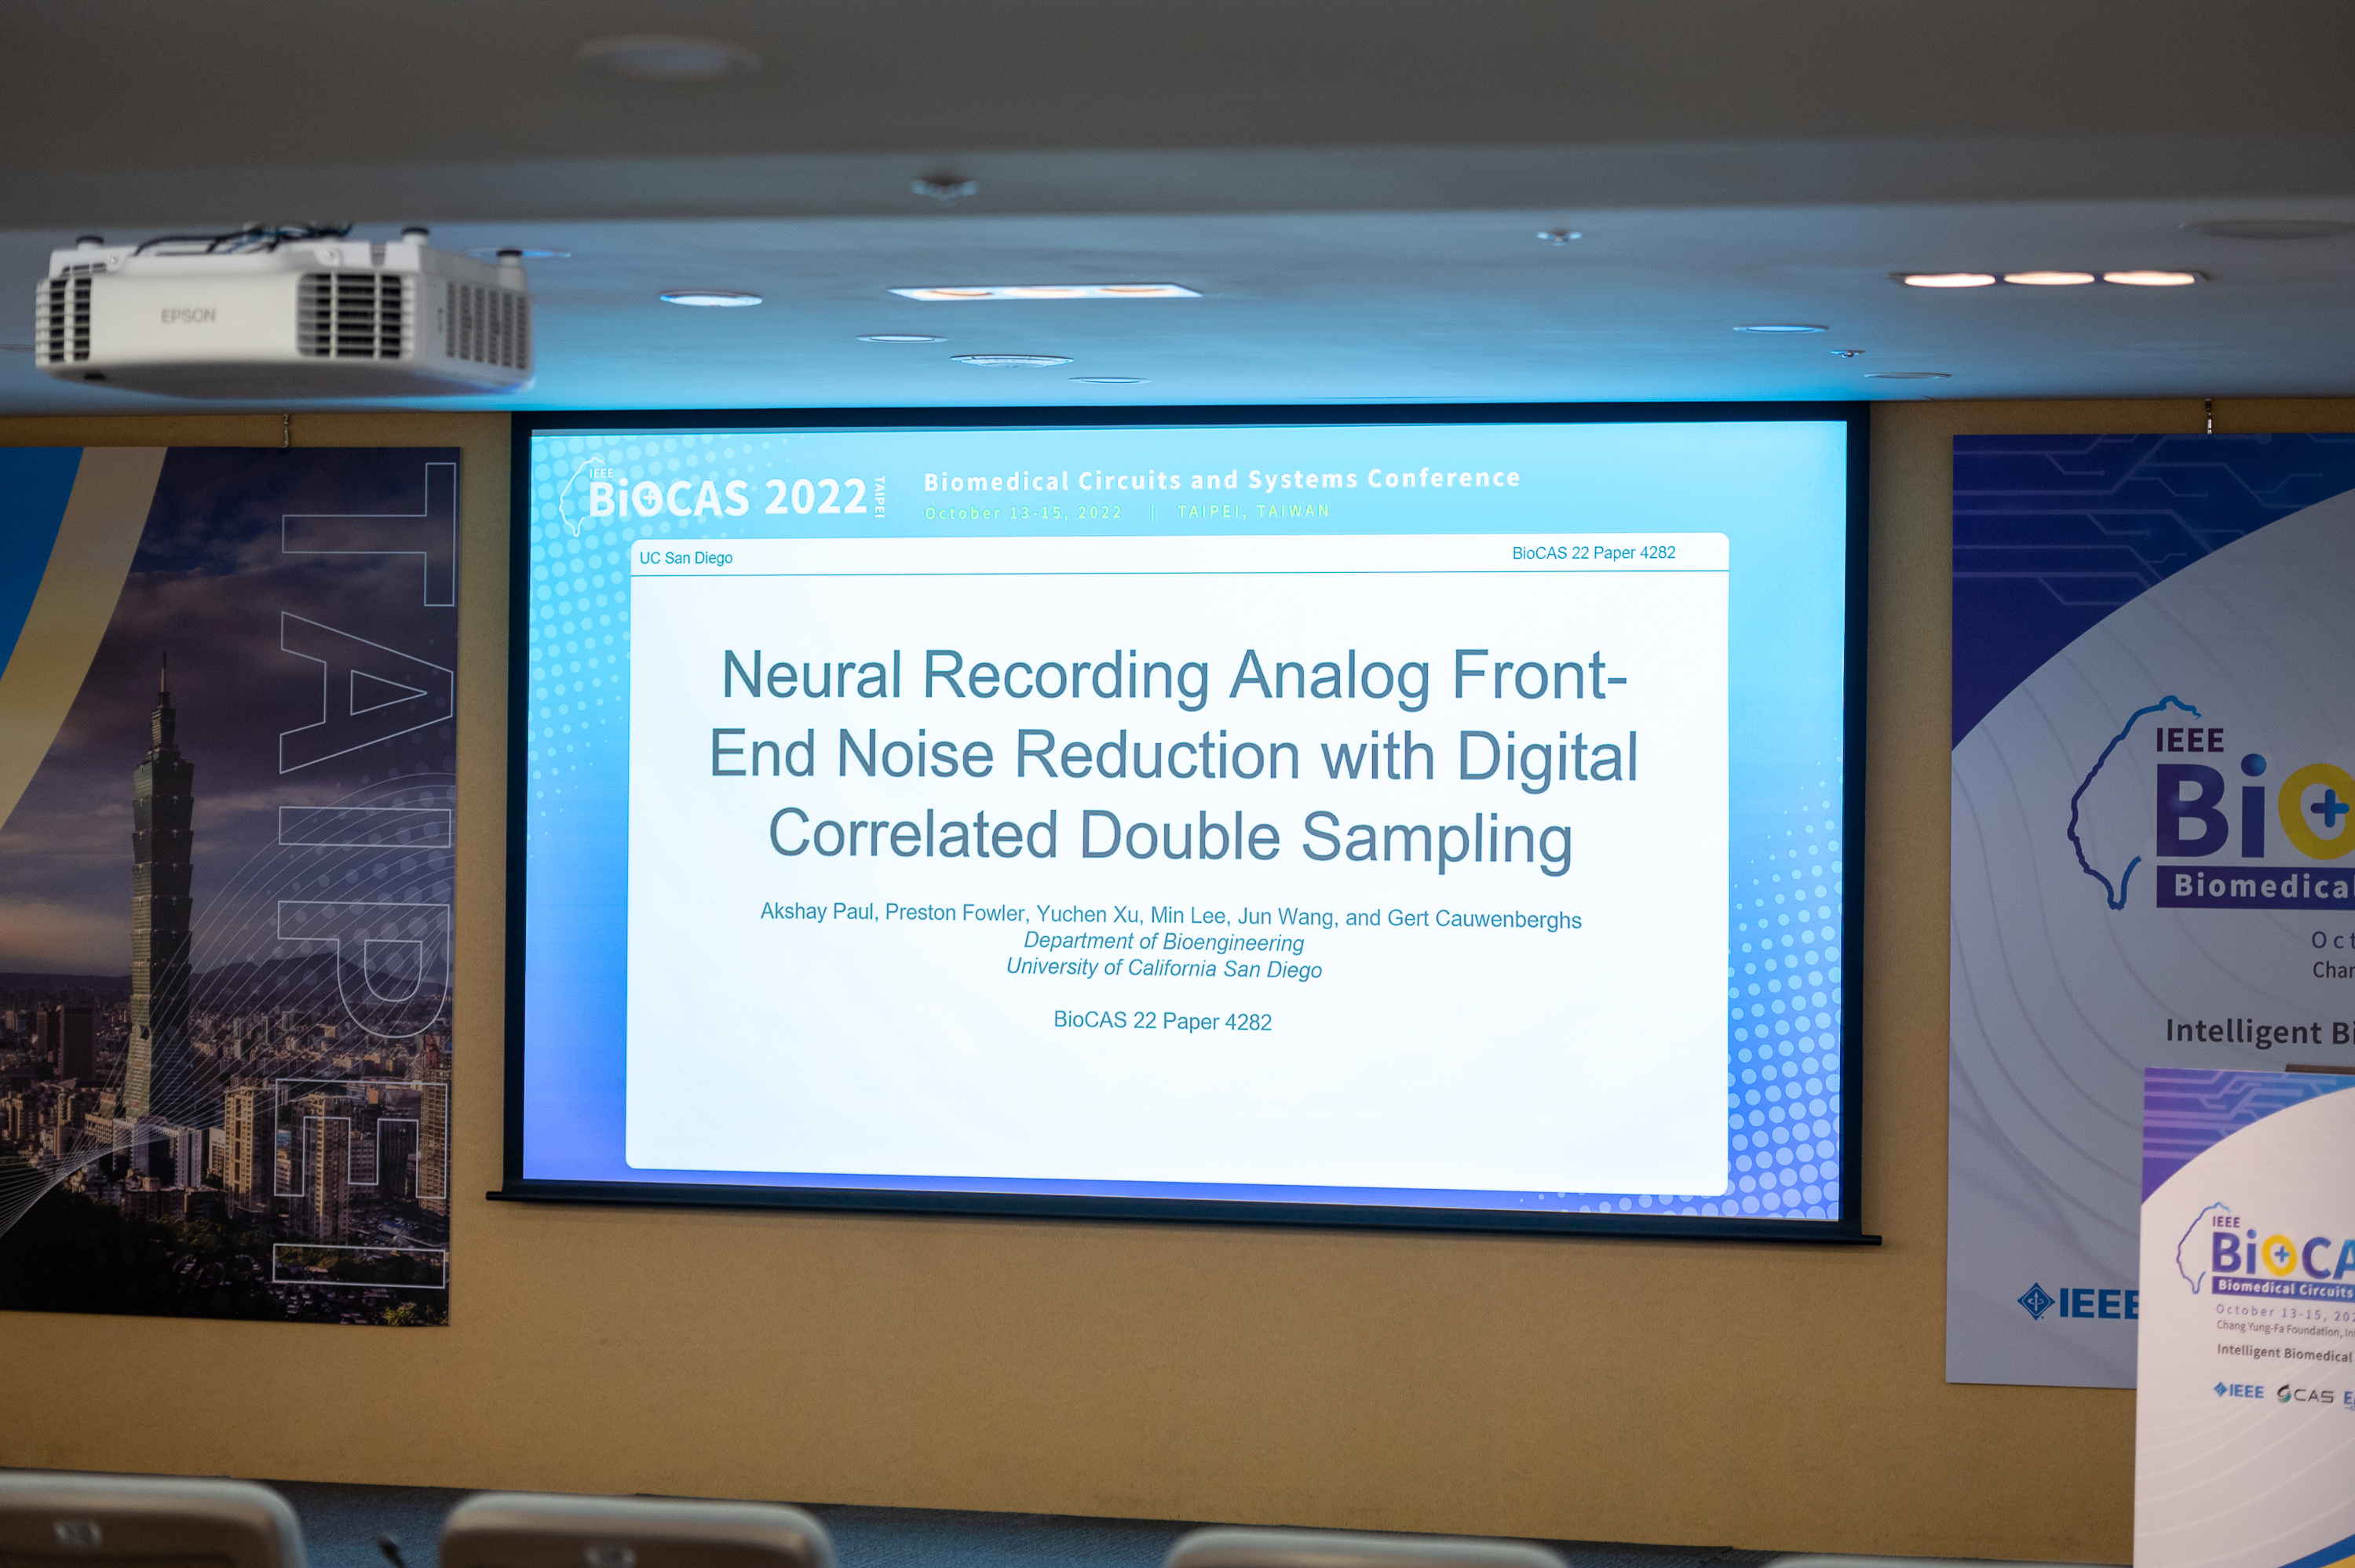 EPSON
TAIPEI
IEEE
BiOCAS 2022
TAIPEI
Biomedical Circuits and Systems Conference
October 13-15, 2022 | TAIPEI, TAIWAN
UC San Diego
BioCAS 22 Paper 4282
Neural Recording Analog Front-
End Noise Reduction with Digital
Correlated Double Sampling
Akshay Paul, Preston Fowler, Yuchen Xu, Min Lee, Jun Wang, and Gert Cauwenberghs
Department of Bioengineering
University of California San Diego
BioCAS 22 Paper 4282
IEEE
BiO
Biomedica
Oct
Chan
Intelligent Bi
IEEE
IEEE
BiOCA
Biomedical Circuits
October 13-15, 202
Chang Yung-Fa Foundation, In
Intelligent Biomedical
IEEE CAS E